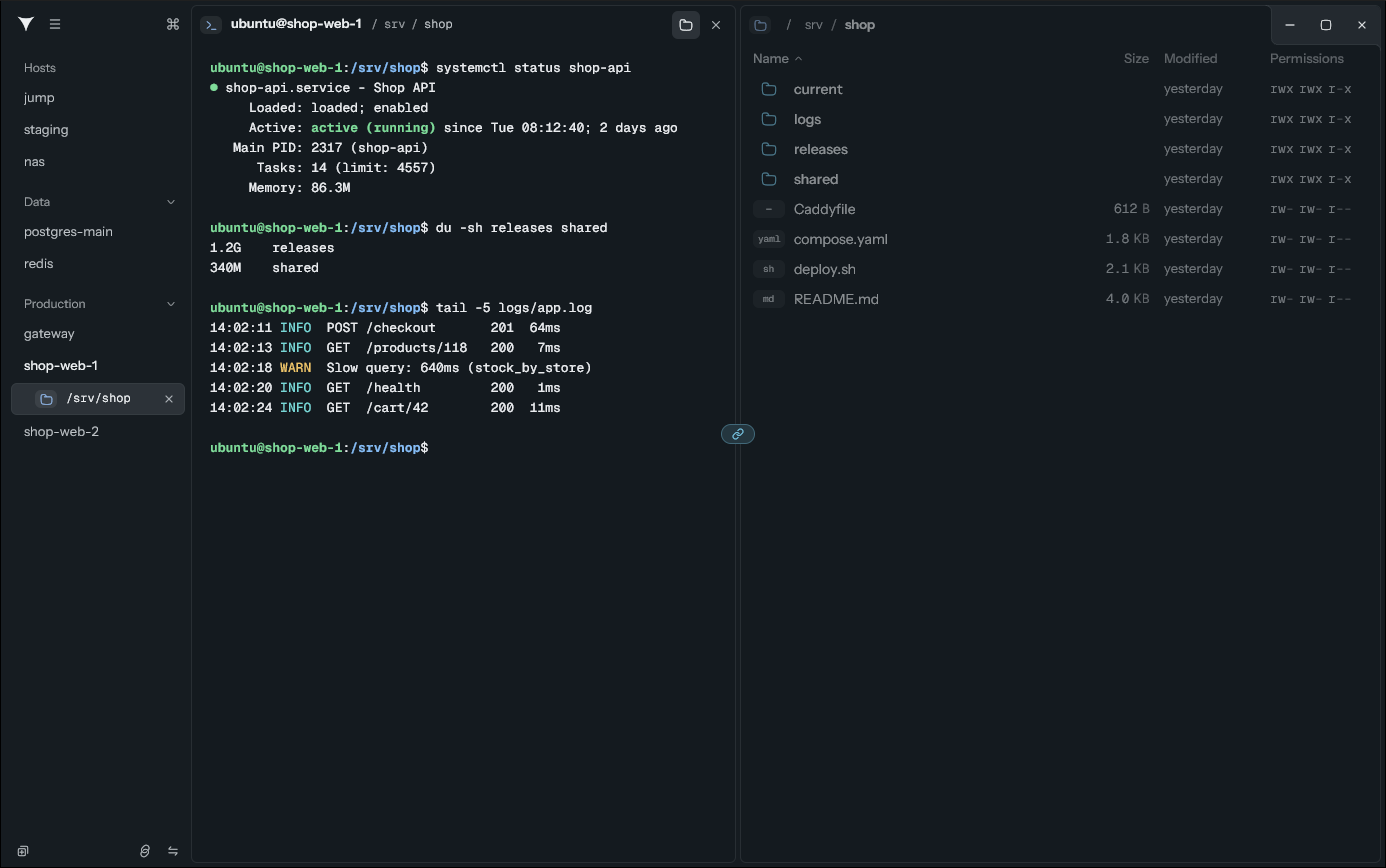 Hosts
jump
staging
nas
Data
postgres-main
redis
Production
gateway
shop-web-1
/srv/shop
shop-web-2
ubuntu@shop-web-1 / srv / shop
ubuntu@shop-web-1:/srv/shop$ systemctl status shop-api
● shop-api.service - Shop API
Loaded: loaded; enabled
Active: active (running) since Tue 08:12:40; 2 days ago
Main PID: 2317 (shop-api)
Tasks: 14 (limit: 4557)
Memory: 86.3M
ubuntu@shop-web-1:/srv/shop$ du -sh releases shared
1.2G releases
340M shared
ubuntu@shop-web-1:/srv/shop$ tail -5 logs/app.log
14:02:11 INFO POST /checkout 201 64ms
14:02:13 INFO GET /products/118 200 7ms
14:02:18 WARN Slow query: 640ms (stock_by_store)
14:02:20 INFO GET /health 200 1ms
14:02:24 INFO GET /cart/42 200 11ms
ubuntu@shop-web-1:/srv/shop$
/ srv / shop
Name Size Modified Permissions
current yesterday rwx rwx r-x
logs yesterday rwx rwx r-x
releases yesterday rwx rwx r-x
shared yesterday rwx rwx r-x
– Caddyfile 612 B yesterday rw- rw- r--
yaml compose.yaml 1.8 KB yesterday rw- rw- r--
sh deploy.sh 2.1 KB yesterday rw- rw- r--
md README.md 4.0 KB yesterday rw- rw- r--